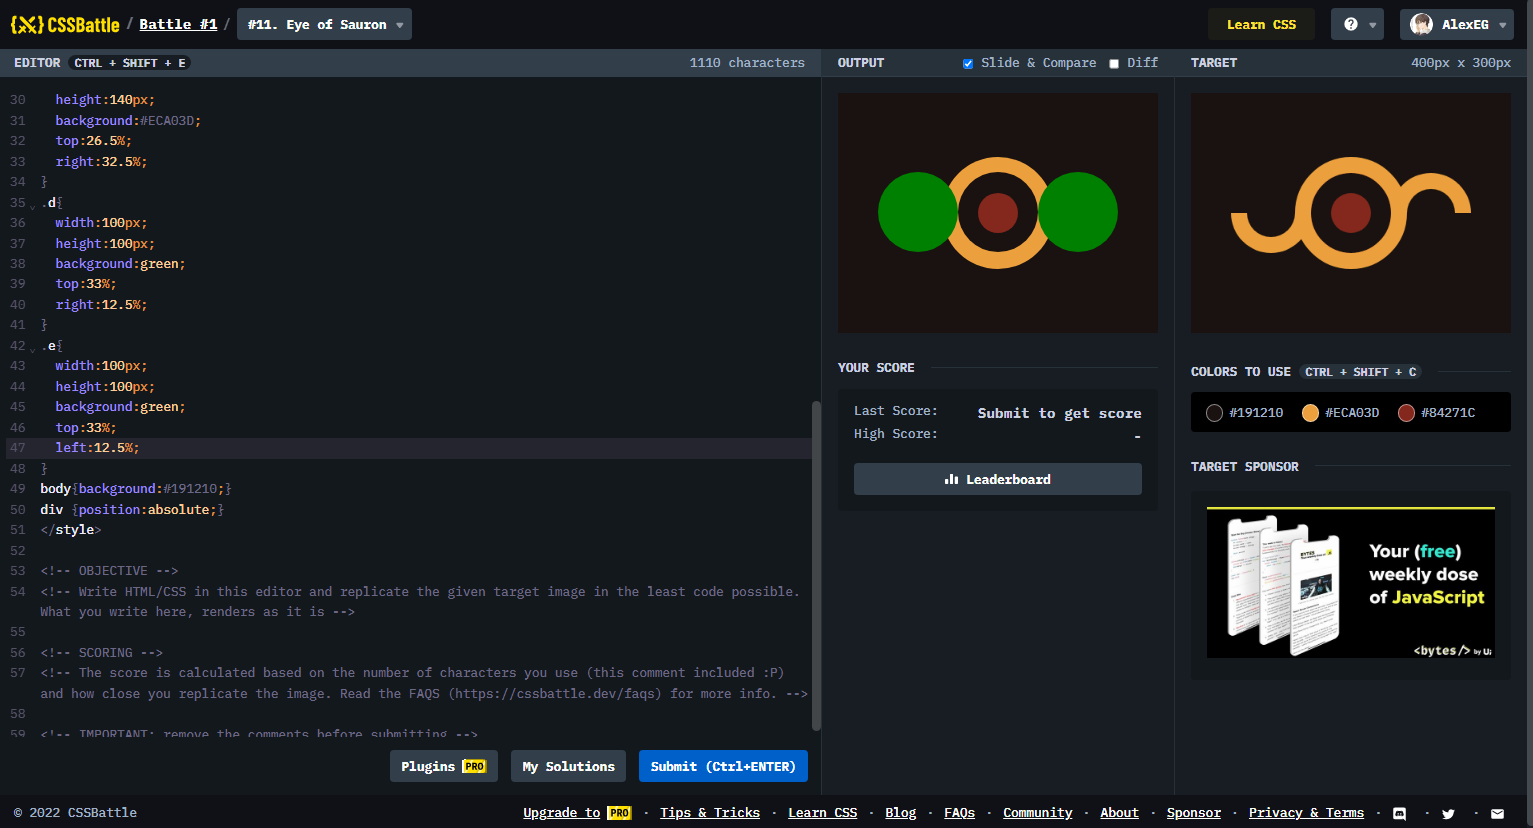 CSSBattle / Battle #1 / #11. Eye of Sauron
Learn CSS
AlexEG
EDITOR CTRL + SHIFT + E
1110 characters
OUTPUT
Slide & Compare
Diff
TARGET
400px x 300px
30 height:140px;
31 background:#ECA03D;
32 top:26.5%;
33 right:32.5%;
34 }
35 .d{
36 width:100px;
37 height:100px;
38 background:green;
39 top:33%;
40 right:12.5%;
41 }
42 .e{
43 width:100px;
44 height:100px;
45 background:green;
46 top:33%;
47 left:12.5%;
48 }
49 body{background:#191210;}
50 div {position:absolute;}
51 </style>
52
53 <!-- OBJECTIVE -->
54 <!-- Write HTML/CSS in this editor and replicate the given target image in the least code possible.
What you write here, renders as it is -->
55
56 <!-- SCORING -->
57 <!-- The score is calculated based on the number of characters you use (this comment included :P)
and how close you replicate the image. Read the FAQS (https://cssbattle.dev/faqs) for more info. -->
58
59 <!-- IMPORTANT: remove the comments before submitting -->
Plugins PRO
My Solutions
Submit (Ctrl+ENTER)
YOUR SCORE
Last Score: Submit to get score
High Score: -
Leaderboard
COLORS TO USE CTRL + SHIFT + C
#191210 #ECA03D #84271C
TARGET SPONSOR
Your (free)
weekly dose
of JavaScript
<bytes/> by Ui
© 2022 CSSBattle
Upgrade to PRO · Tips & Tricks · Learn CSS · Blog · FAQs · Community · About · Sponsor · Privacy & Terms ·